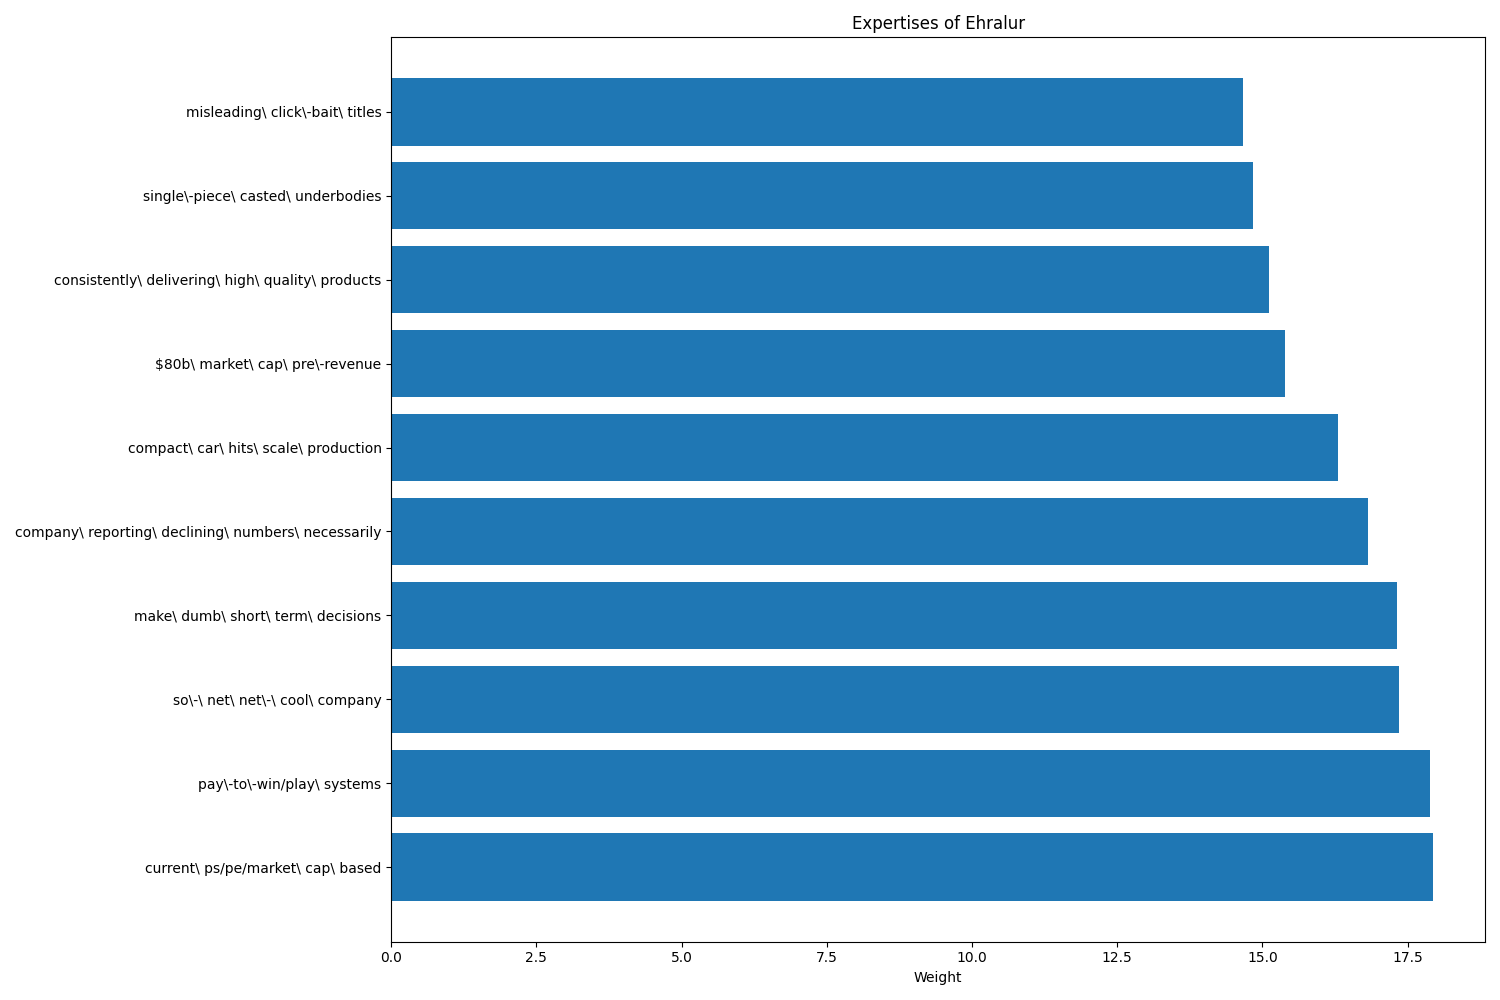 Expertises of Ehralur
misleading\ click\-bait\ titles
single\-piece\ casted\ underbodies
consistently\ delivering\ high\ quality\ products
$80b\ market\ cap\ pre\-revenue
compact\ car\ hits\ scale\ production
company\ reporting\ declining\ numbers\ necessarily
make\ dumb\ short\ term\ decisions
so\-\ net\ net\-\ cool\ company
pay\-to\-win/play\ systems
current\ ps/pe/market\ cap\ based
0.0 2.5 5.0 7.5 10.0 12.5 15.0 17.5
Weight